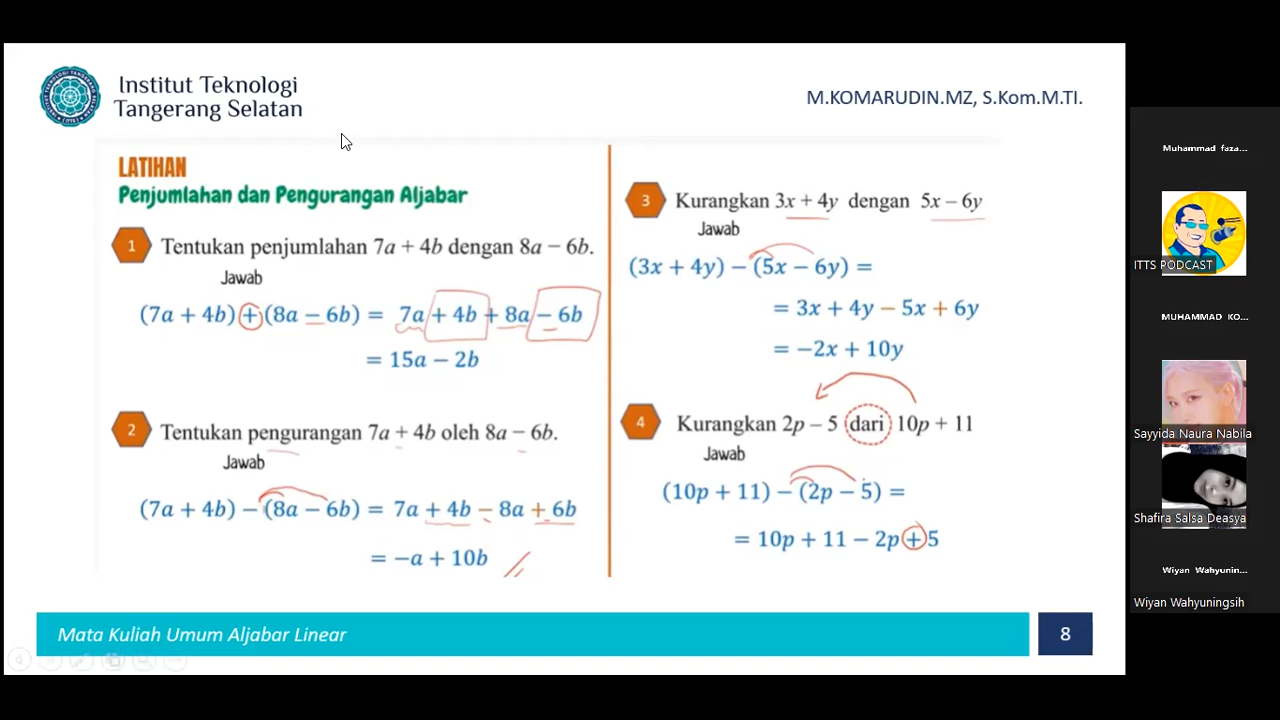 Institut Teknologi
Tangerang Selatan
M.KOMARUDIN.MZ, S.Kom.M.TI.
LATIHAN
Penjumlahan dan Pengurangan Aljabar
1 Tentukan penjumlahan 7a + 4b dengan 8a − 6b.
Jawab
(7a + 4b) + (8a − 6b) = 7a + 4b + 8a − 6b
= 15a − 2b
2 Tentukan pengurangan 7a + 4b oleh 8a − 6b.
Jawab
(7a + 4b) − (8a − 6b) = 7a + 4b − 8a + 6b
= −a + 10b
3 Kurangkan 3x + 4y dengan 5x − 6y
Jawab
(3x + 4y) − (5x − 6y) =
= 3x + 4y − 5x + 6y
= −2x + 10y
4 Kurangkan 2p − 5 dari 10p + 11
Jawab
(10p + 11) − (2p − 5) =
= 10p + 11 − 2p + 5
Mata Kuliah Umum Aljabar Linear
8
Muhammad faza...
ITTS PODCAST
MUHAMMAD KO...
Sayyida Naura Nabila
Shafira Salsa Deasya
Wiyan Wahyunin...
Wiyan Wahyuningsih